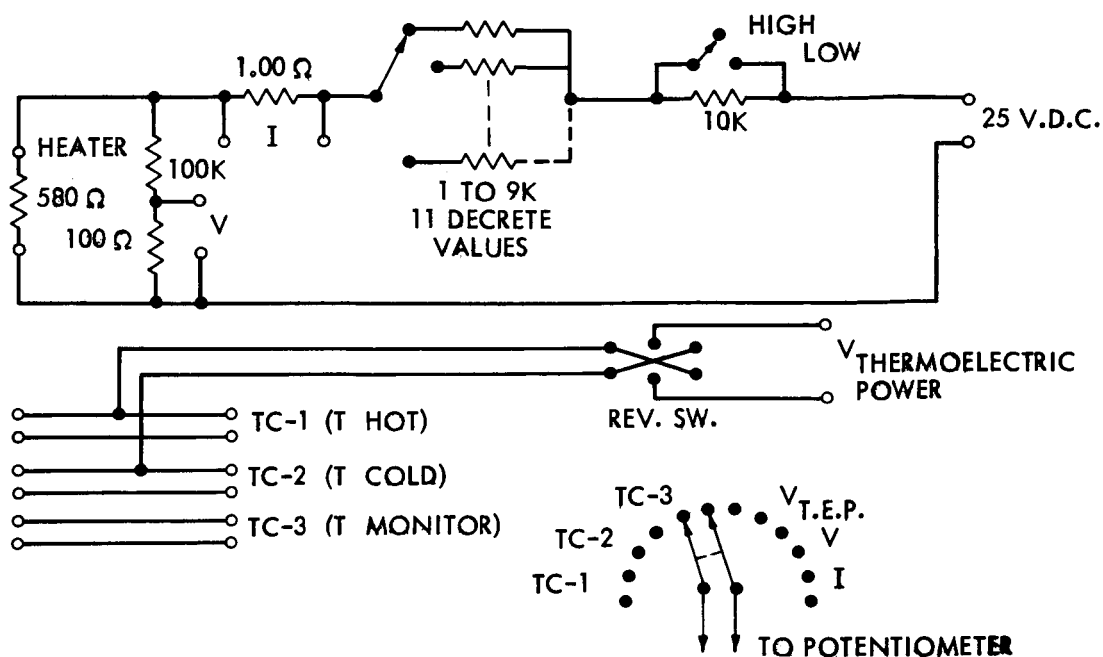 HIGH
LOW
1.00 Ω
I
10K
25 V.D.C.
HEATER
580 Ω
100K
100 Ω
V
1 TO 9K
11 DECRETE
VALUES
V THERMOELECTRIC
POWER
REV. SW.
TC-1 (T HOT)
TC-2 (T COLD)
TC-3 (T MONITOR)
TC-3
V T.E.P.
TC-2
V
TC-1
I
TO POTENTIOMETER